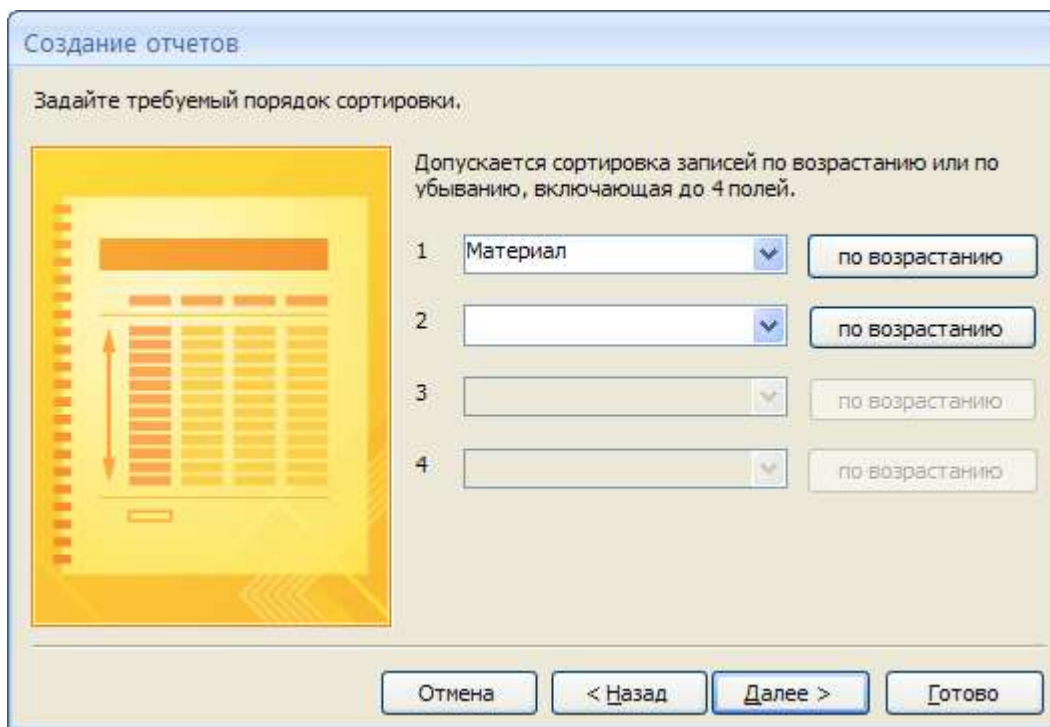 Создание отчетов
Задайте требуемый порядок сортировки.
Допускается сортировка записей по возрастанию или по
убыванию, включающая до 4 полей.
1 Материал по возрастанию
2 по возрастанию
3 по возрастанию
4 по возрастанию
Отмена < Назад Далее > Готово